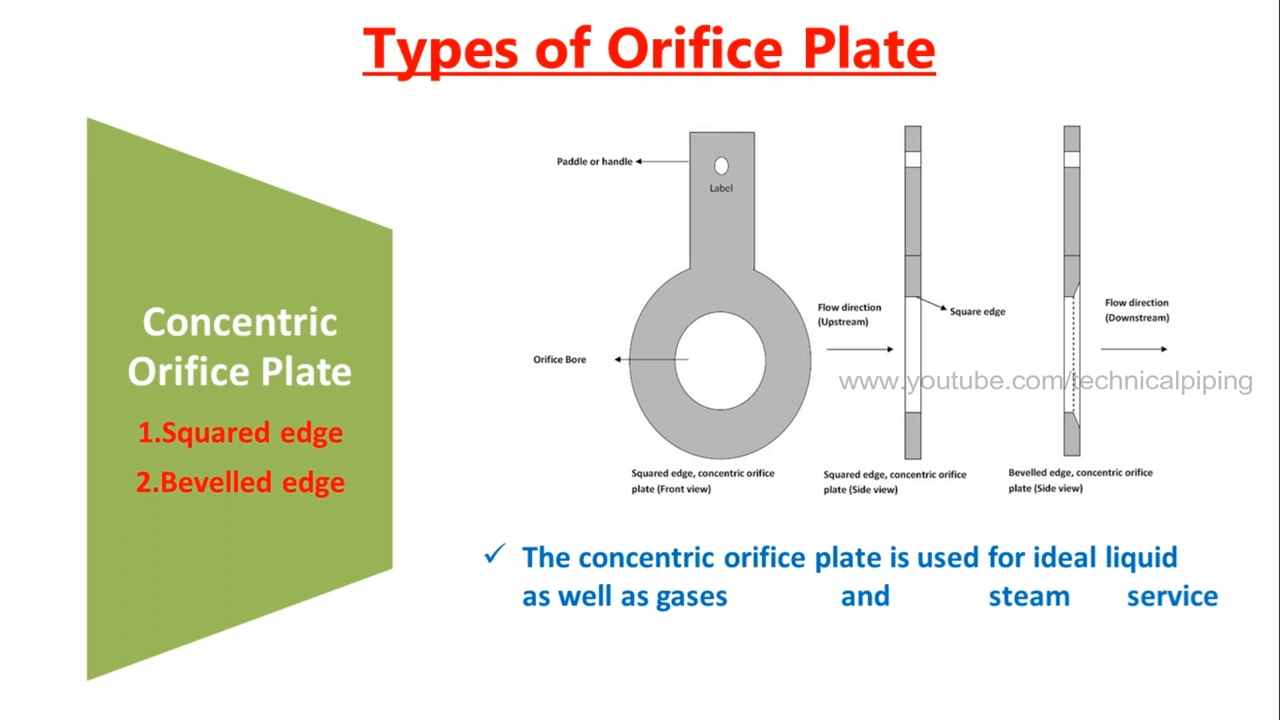 Types of Orifice Plate
Concentric
Orifice Plate
1.Squared edge
2.Bevelled edge
Paddle or handle
Label
Orifice Bore
Flow direction
(Upstream)
Square edge
Flow direction
(Downstream)
www.youtube.com/technicalpiping
Squared edge, concentric orifice
plate (Front view)
Squared edge, concentric orifice
plate (Side view)
Bevelled edge, concentric orifice
plate (Side view)
✓ The concentric orifice plate is used for ideal liquid
as well as gases and steam service